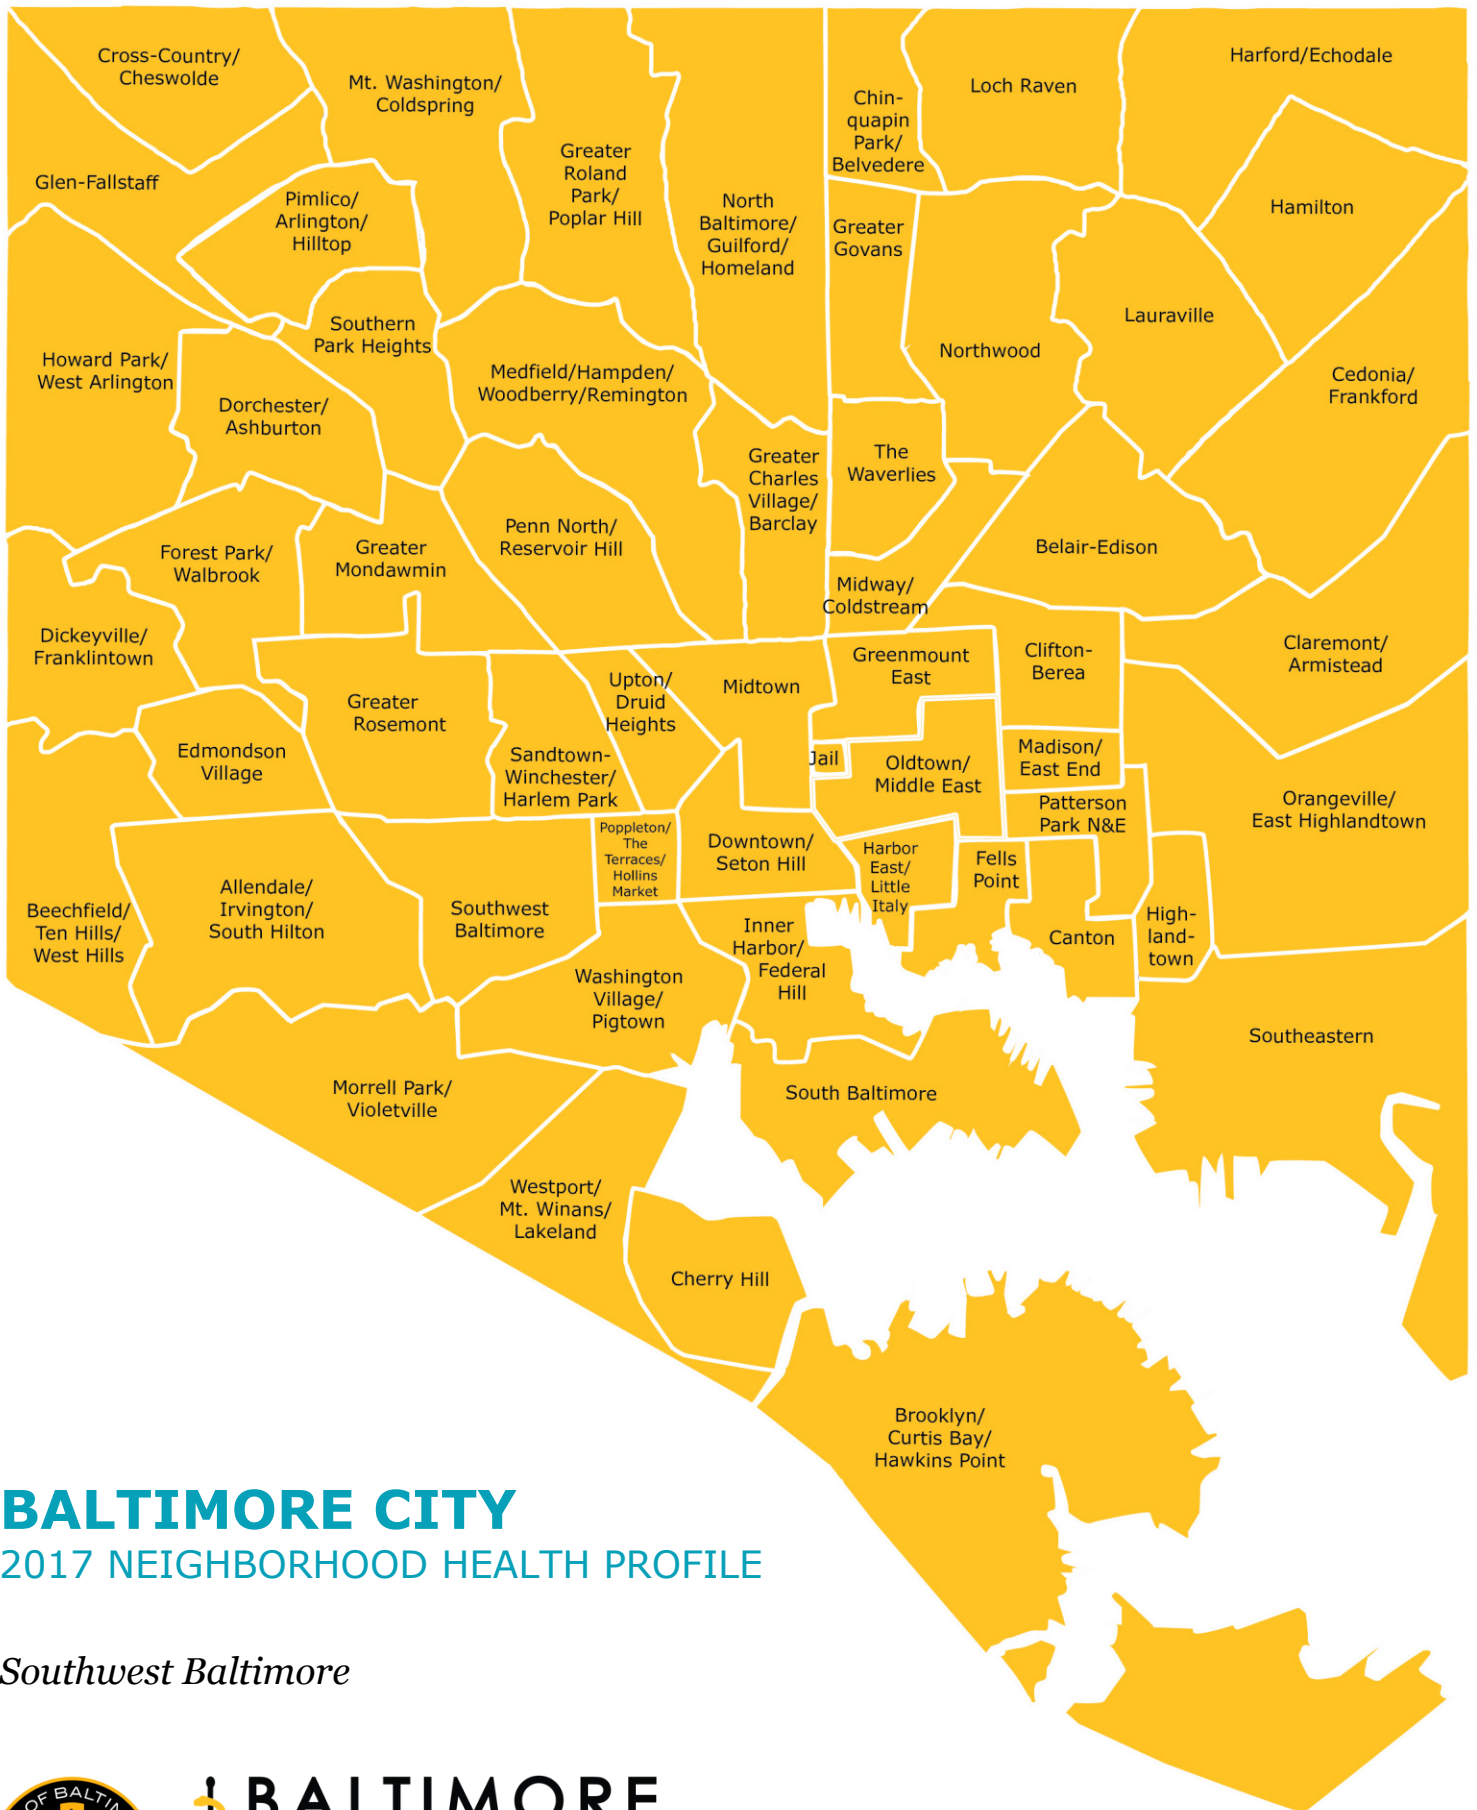 Cross-Country/
Cheswolde
Mt. Washington/
Coldspring
Greater
Roland
Park/
Poplar Hill
North
Baltimore/
Guilford/
Homeland
Chin-
quapin
Park/
Belvedere
Loch Raven
Harford/Echodale
Glen-Fallstaff
Pimlico/
Arlington/
Hilltop
Greater
Govans
Hamilton
Lauraville
Southern
Park Heights
Northwood
Howard Park/
West Arlington
Medfield/Hampden/
Woodberry/Remington
Cedonia/
Frankford
Dorchester/
Ashburton
Greater
Charles
Village/
Barclay
The
Waverlies
Penn North/
Reservoir Hill
Forest Park/
Walbrook
Greater
Mondawmin
Belair-Edison
Midway/
Coldstream
Dickeyville/
Franklintown
Greenmount
East
Clifton-
Berea
Claremont/
Armistead
Upton/
Druid
Heights
Midtown
Greater
Rosemont
Edmondson
Village
Sandtown-
Winchester/
Harlem Park
Jail
Oldtown/
Middle East
Madison/
East End
Patterson
Park N&E
Orangeville/
East Highlandtown
Poppleton/
The
Terraces/
Hollins
Market
Downtown/
Seton Hill
Harbor
East/
Little
Italy
Fells
Point
Allendale/
Irvington/
South Hilton
Beechfield/
Ten Hills/
West Hills
Southwest
Baltimore
Inner
Harbor/
Federal
Hill
Canton
High-
land-
town
Washington
Village/
Pigtown
Southeastern
Morrell Park/
Violetville
South Baltimore
Westport/
Mt. Winans/
Lakeland
Cherry Hill
Brooklyn/
Curtis Bay/
Hawkins Point
BALTIMORE CITY
2017 NEIGHBORHOOD HEALTH PROFILE
Southwest Baltimore
BALTIMORE